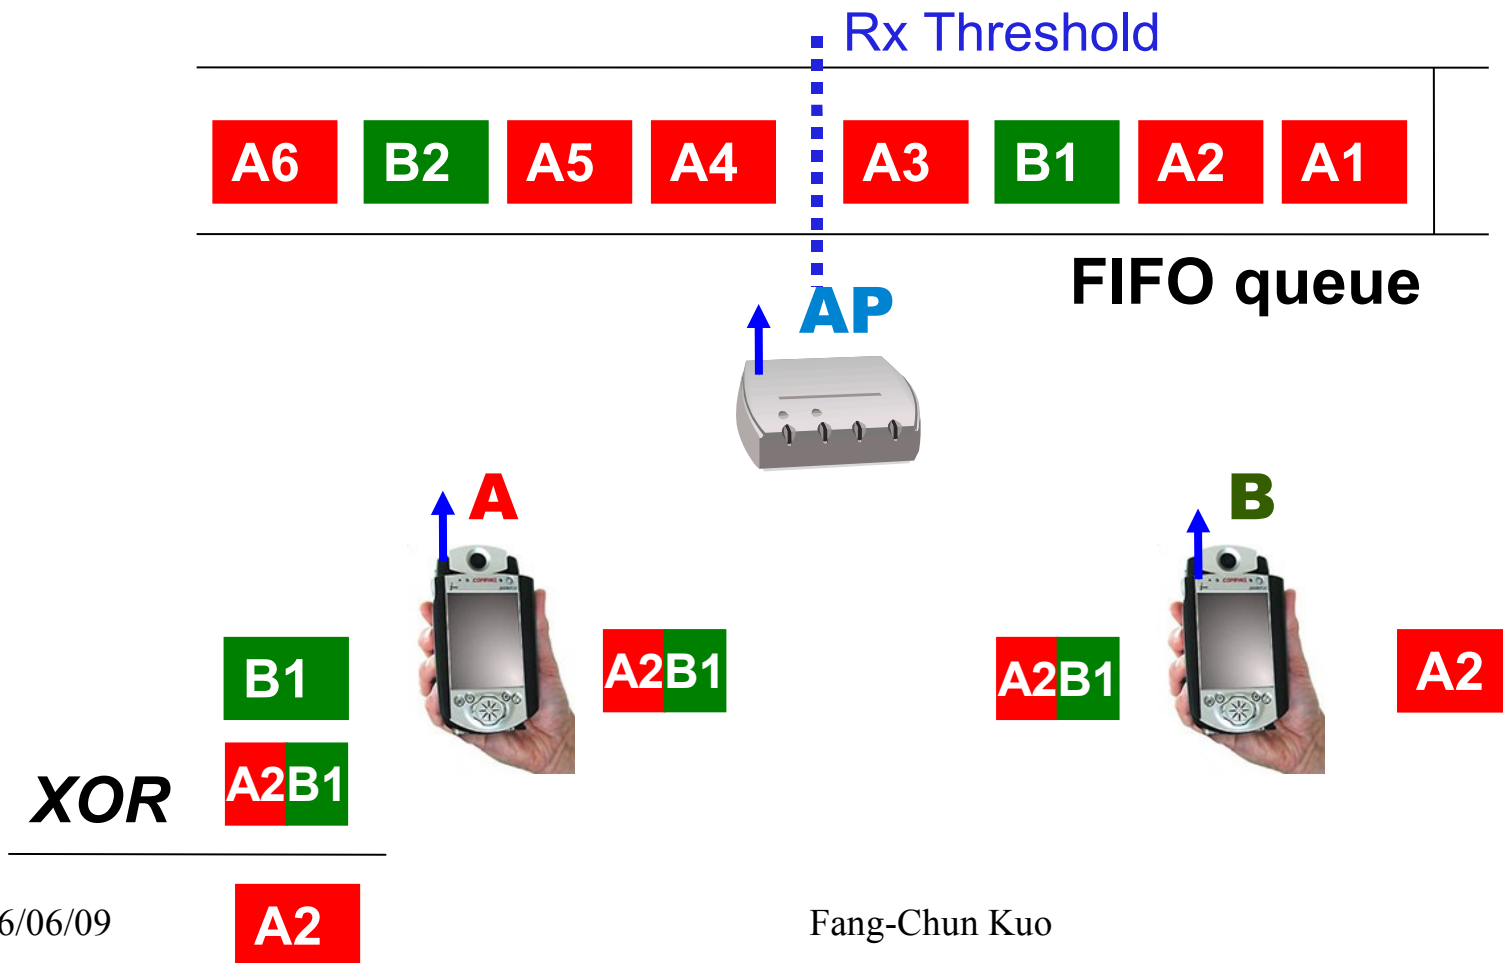 Rx Threshold
A6 B2 A5 A4 A3 B1 A2 A1
FIFO queue
AP
A B
B1 A2B1 A2B1 A2
XOR A2B1
A2
6/06/09 Fang-Chun Kuo